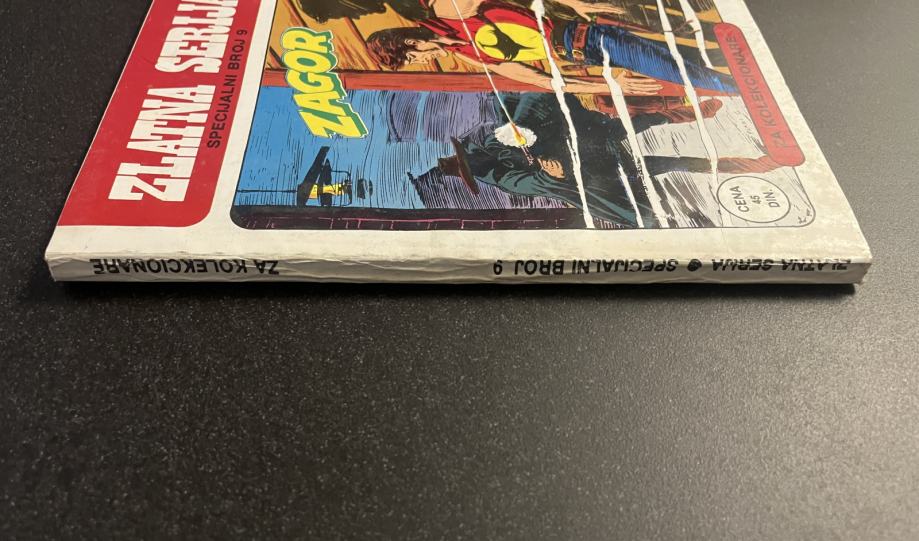 ZLATNA SERIJA
SPECIJALNI BROJ 9
ZAGOR
ZA KOLEKCIONARE
CENA
45
DIN.
ZLATNA SERIJA ● SPECIJALNI BROJ 9
ZA KOLEKCIONARE